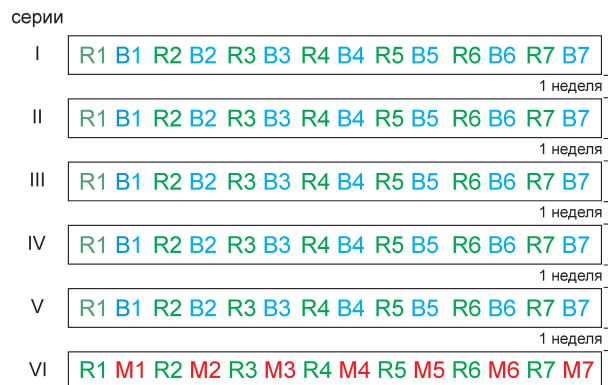 серии
I R1 B1 R2 B2 R3 B3 R4 B4 R5 B5 R6 B6 R7 B7
1 неделя
II R1 B1 R2 B2 R3 B3 R4 B4 R5 B5 R6 B6 R7 B7
1 неделя
III R1 B1 R2 B2 R3 B3 R4 B4 R5 B5 R6 B6 R7 B7
1 неделя
IV R1 B1 R2 B2 R3 B3 R4 B4 R5 B5 R6 B6 R7 B7
1 неделя
V R1 B1 R2 B2 R3 B3 R4 B4 R5 B5 R6 B6 R7 B7
1 неделя
VI R1 M1 R2 M2 R3 M3 R4 M4 R5 M5 R6 M6 R7 M7